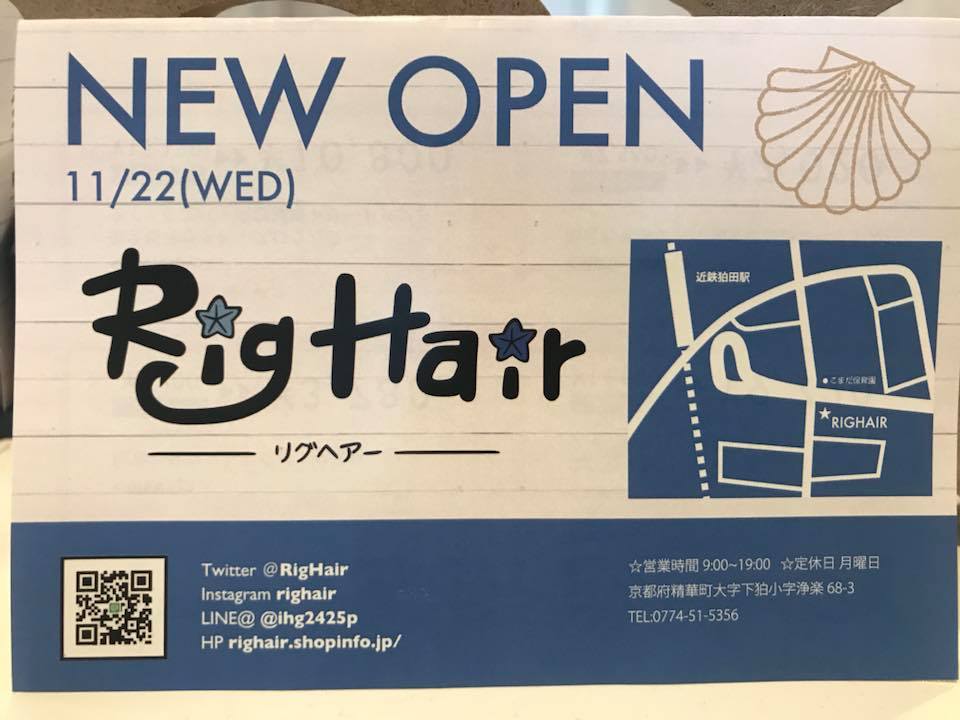 NEW OPEN
11/22(WED)
Rig Hair
リグヘアー
近鉄狛田駅
こまだ保育園
RIGHAIR
Twitter @RigHair
Instagram righair
LINE@ @ihg2425p
HP righair.shopinfo.jp/
☆営業時間 9:00~19:00 ☆定休日 月曜日
京都府精華町大字下狛小字浄楽 68-3
TEL:0774-51-5356